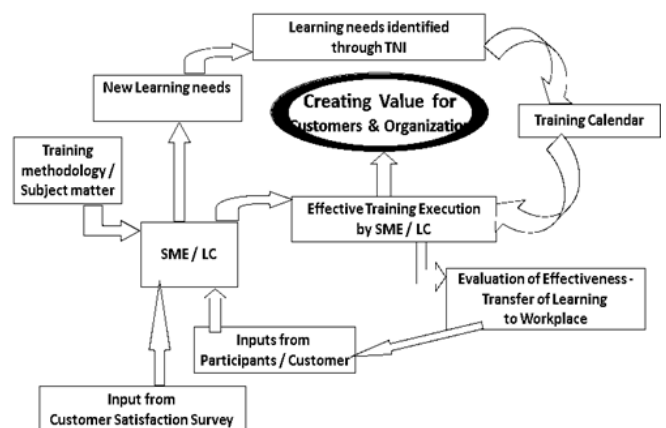 Learning needs identified
through TNI
New Learning needs
Creating Value for
Customers & Organization
Training Calendar
Training
methodology /
Subject matter
Effective Training Execution
by SME / LC
SME / LC
Evaluation of Effectiveness -
Transfer of Learning
to Workplace
Inputs from
Participants / Customer
Input from
Customer Satisfaction Survey